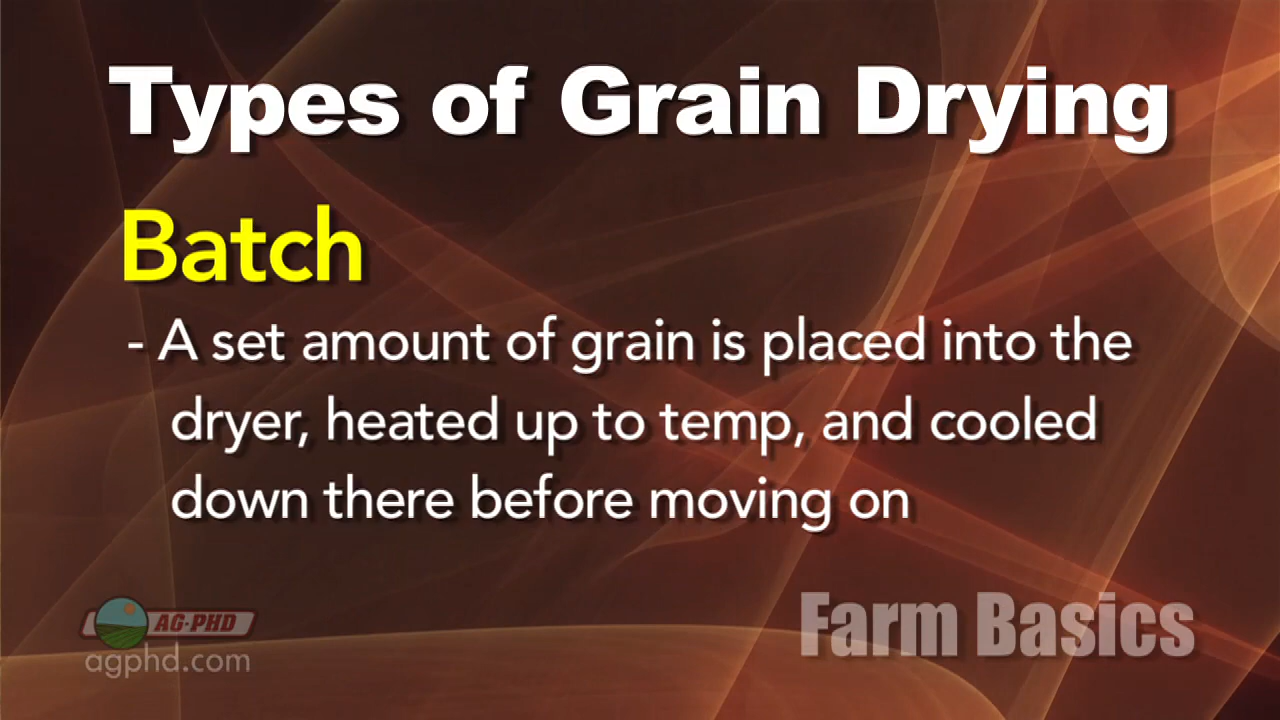 Types of Grain Drying
Batch
- A set amount of grain is placed into the
dryer, heated up to temp, and cooled
down there before moving on
AG-PHD
agphd.com
Farm Basics